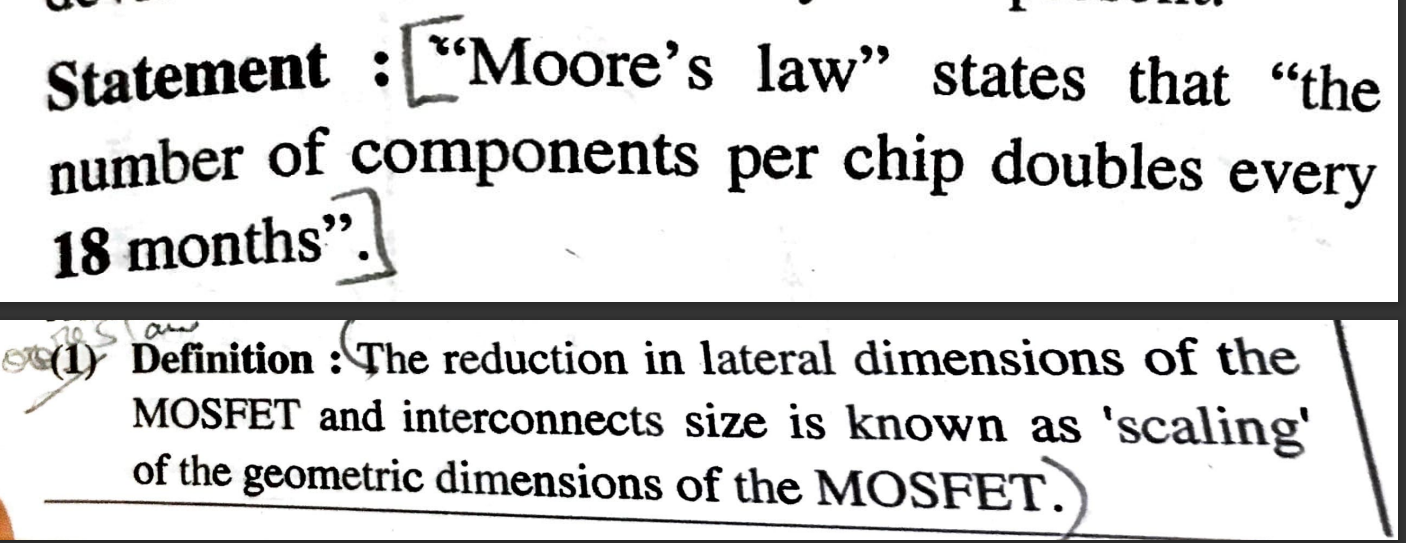 Statement : [““Moore’s law” states that “the
number of components per chip doubles every
18 months”.]
law
(1) Definition : (The reduction in lateral dimensions of the
MOSFET and interconnects size is known as 'scaling'
of the geometric dimensions of the MOSFET.)